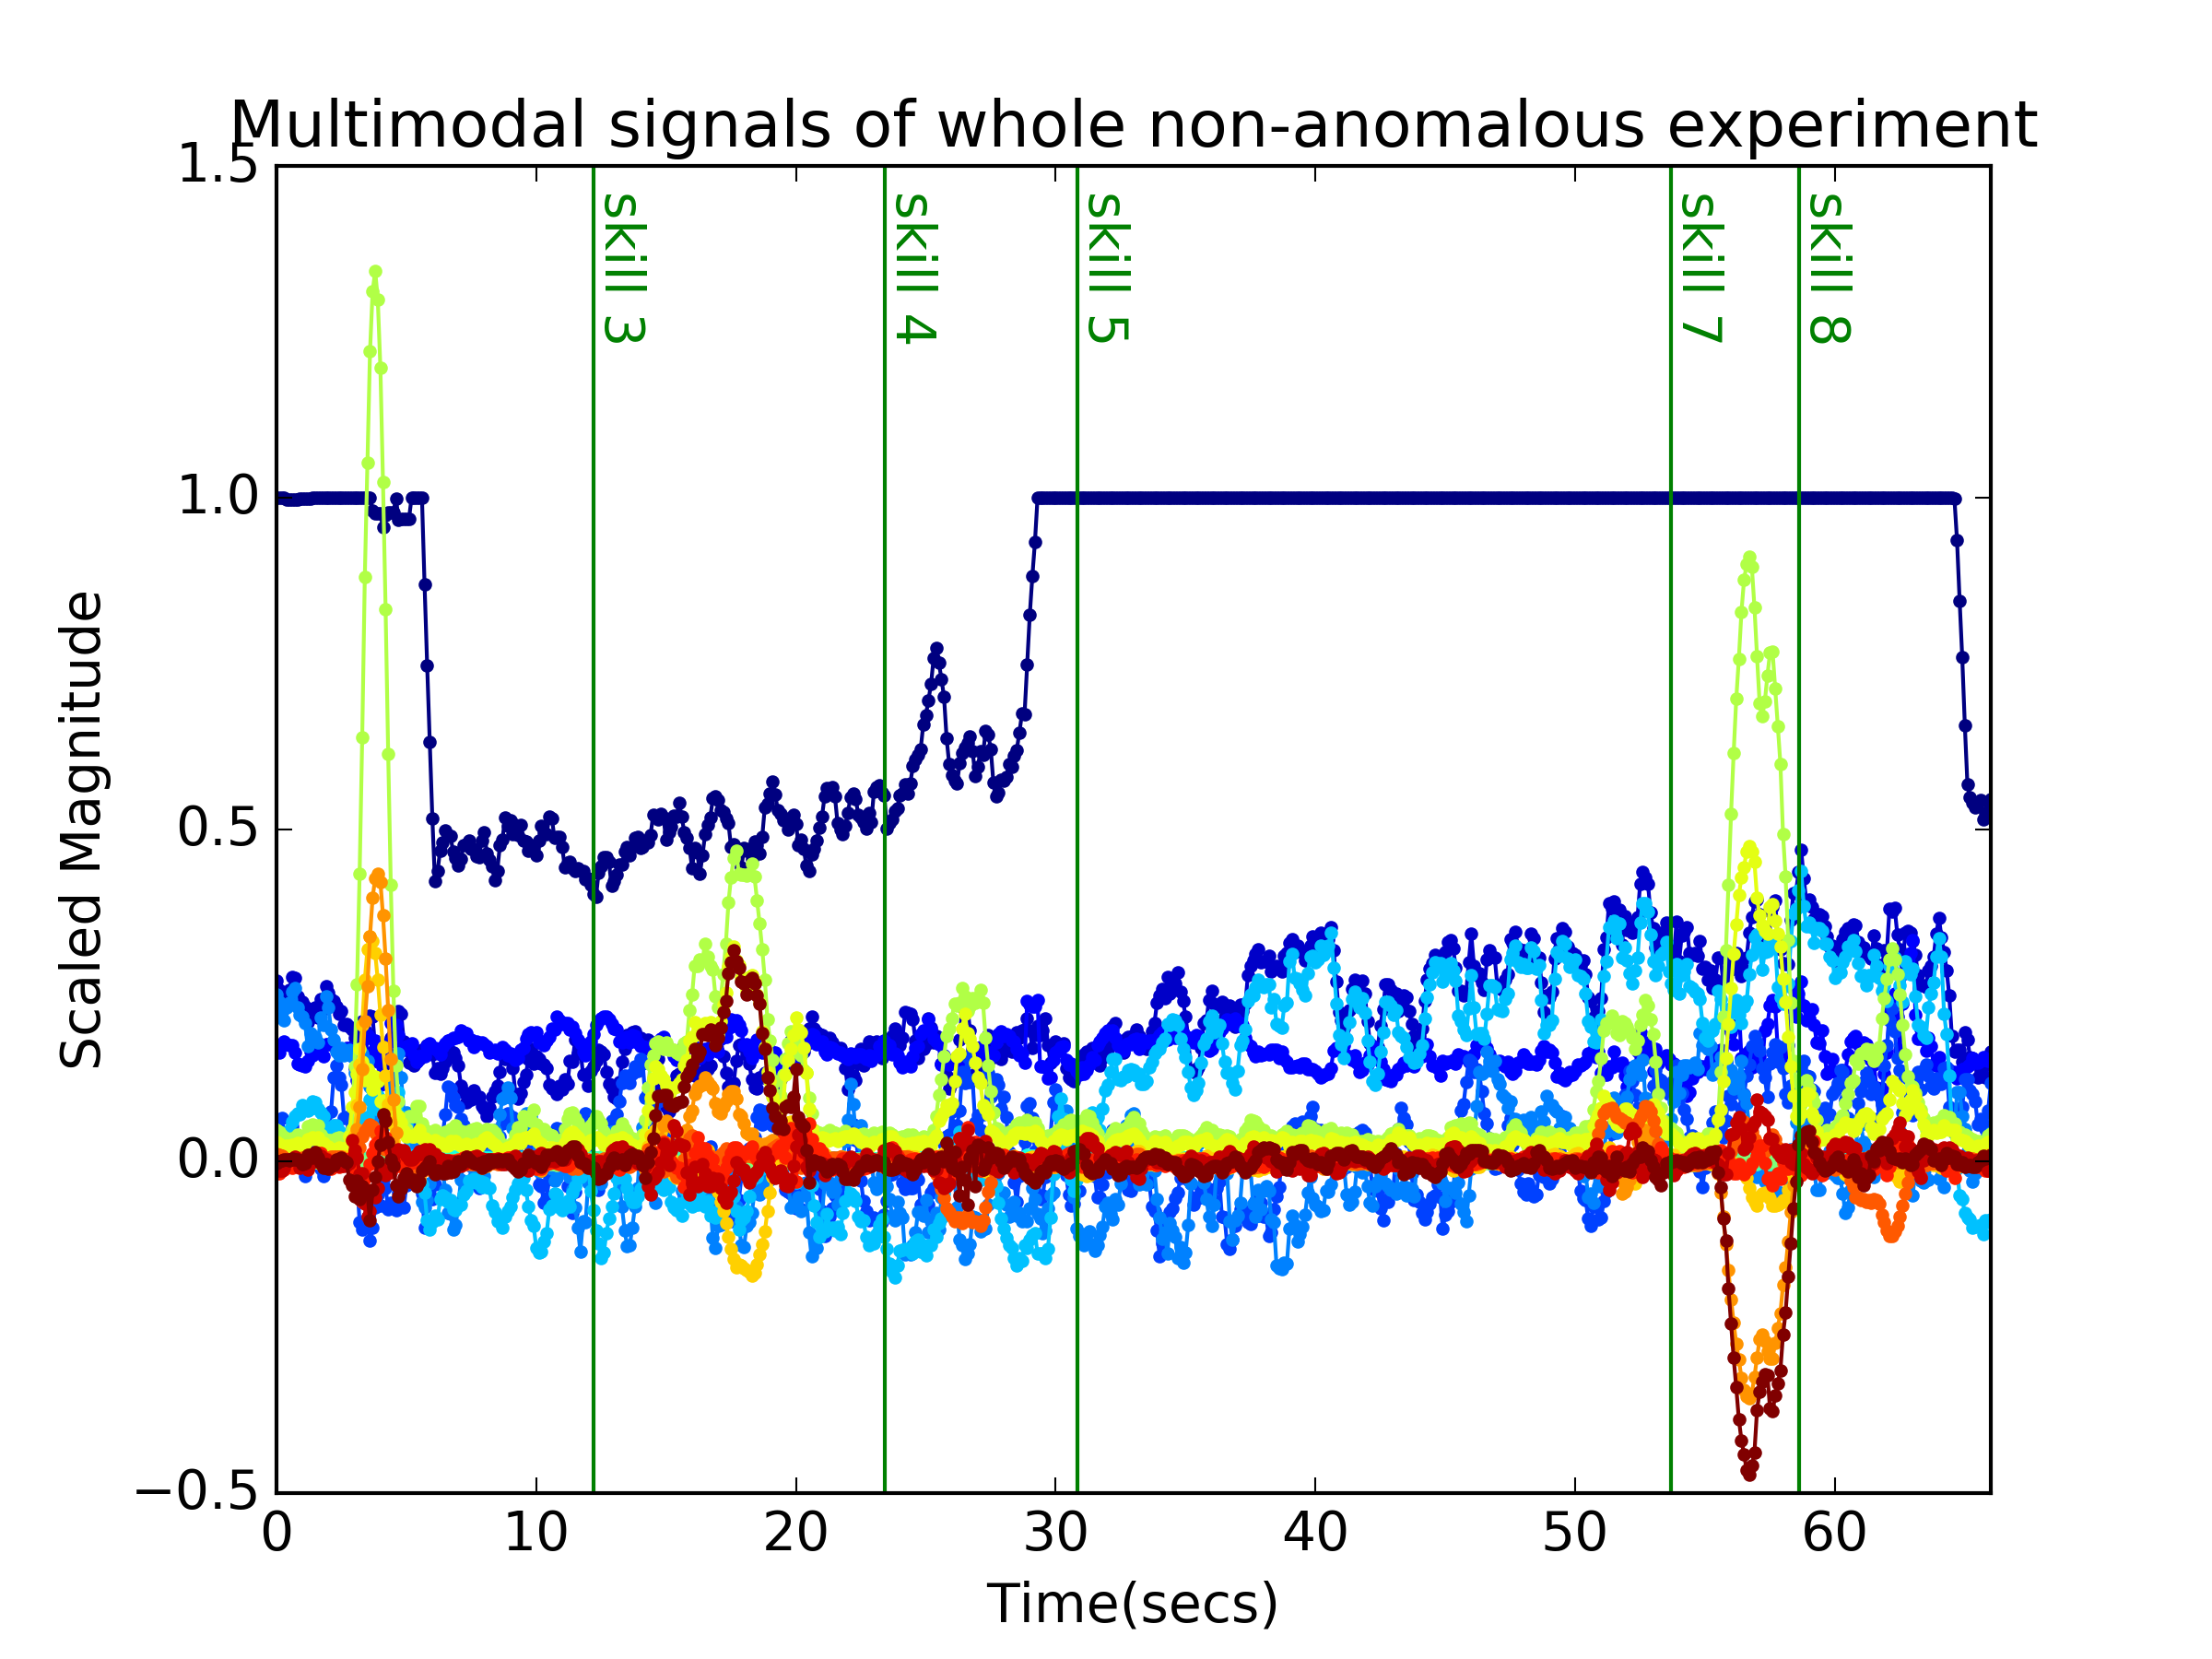 Multimodal signals of whole non-anomalous experiment
1.5
1.0
0.5
0.0
−0.5
Scaled Magnitude
skill 3
skill 4
skill 5
skill 7
skill 8
0 10 20 30 40 50 60
Time(secs)